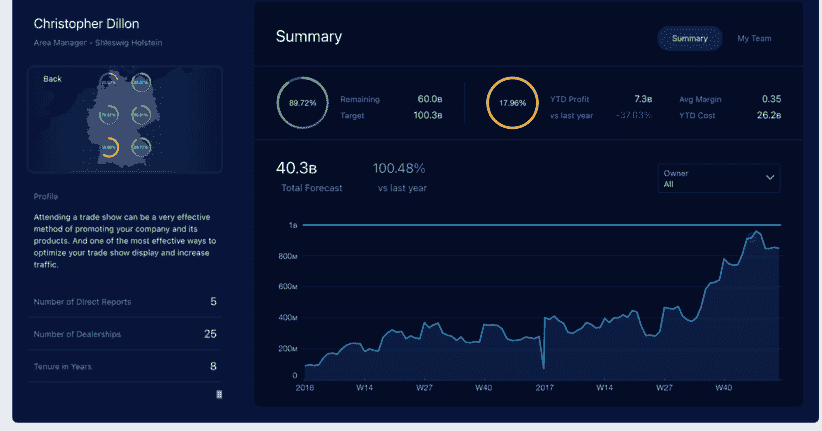 Christopher Dillon
Area Manager - Shleswig Holstein
Back
Profile
Attending a trade show can be a very effective
method of promoting your company and its
products. And one of the most effective ways to
optimize your trade show display and increase
traffic.
Number of Direct Reports 5
Number of Dealerships 25
Tenure in Years 8
Summary
Summary My Team
89.72%
Remaining 60.0B
Target 100.3B
17.96%
YTD Profit 7.3B
vs last year -37.03%
Avg Margin 0.35
YTD Cost 26.2B
40.3B
Total Forecast
100.48%
vs last year
Owner
All
1B
800M
600M
400M
200M
0
2016 W14 W27 W40 2017 W14 W27 W40